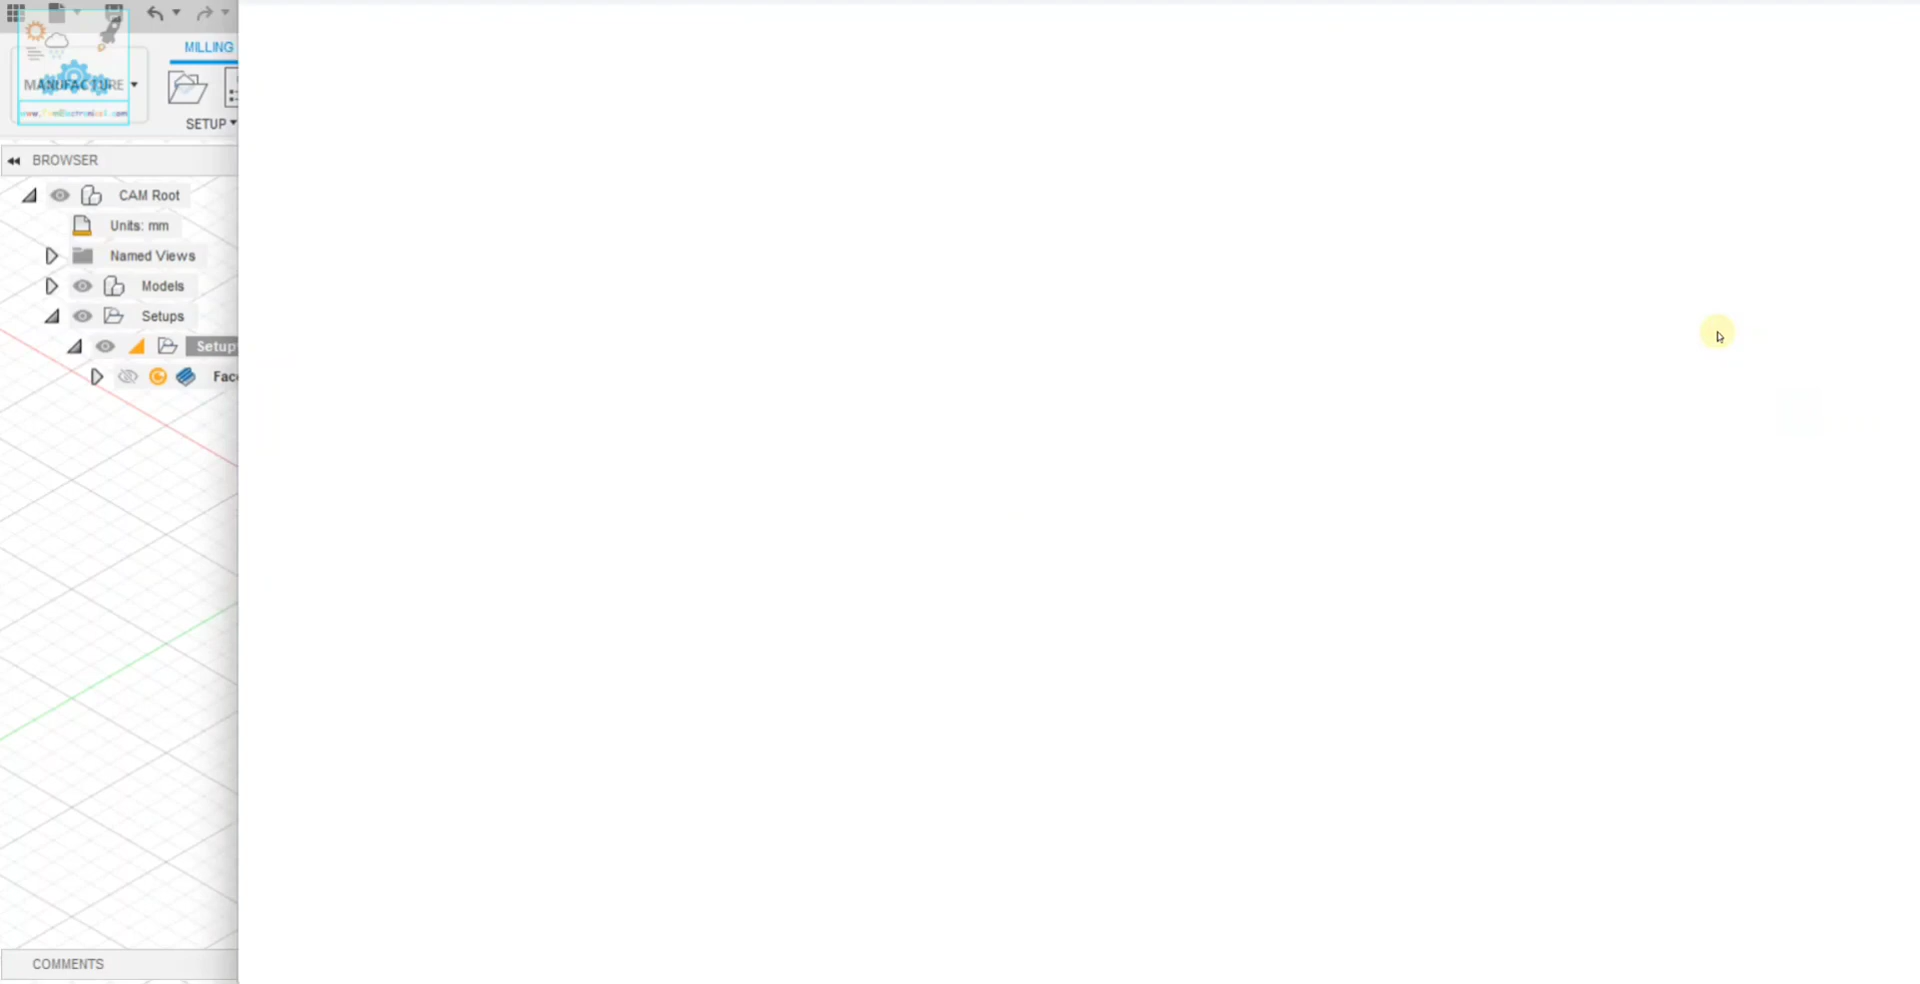 MILLING
MANUFACTURE
SETUP
BROWSER
CAM Root
Units: mm
Named Views
Models
Setups
Setup
Fac
COMMENTS